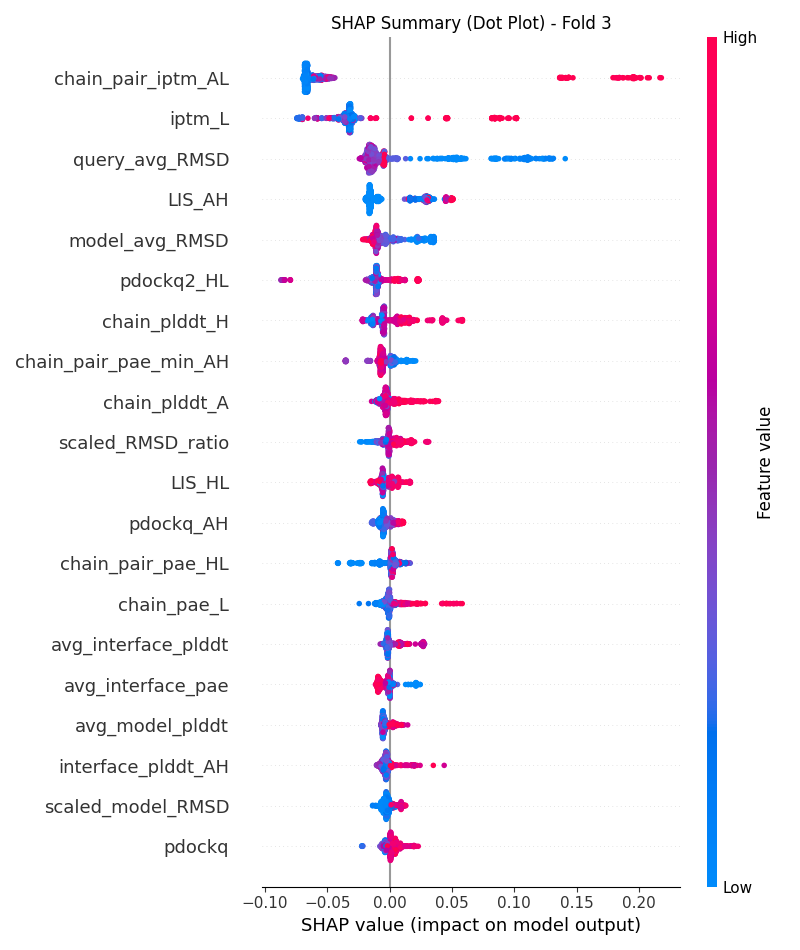 SHAP Summary (Dot Plot) - Fold 3
High
chain_pair_iptm_AL
iptm_L
query_avg_RMSD
LIS_AH
model_avg_RMSD
pdockq2_HL
chain_plddt_H
chain_pair_pae_min_AH
chain_plddt_A
scaled_RMSD_ratio
LIS_HL
pdockq_AH
chain_pair_pae_HL
chain_pae_L
avg_interface_plddt
avg_interface_pae
avg_model_plddt
interface_plddt_AH
scaled_model_RMSD
pdockq
Feature value
Low
−0.10 −0.05 0.00 0.05 0.10 0.15 0.20
SHAP value (impact on model output)